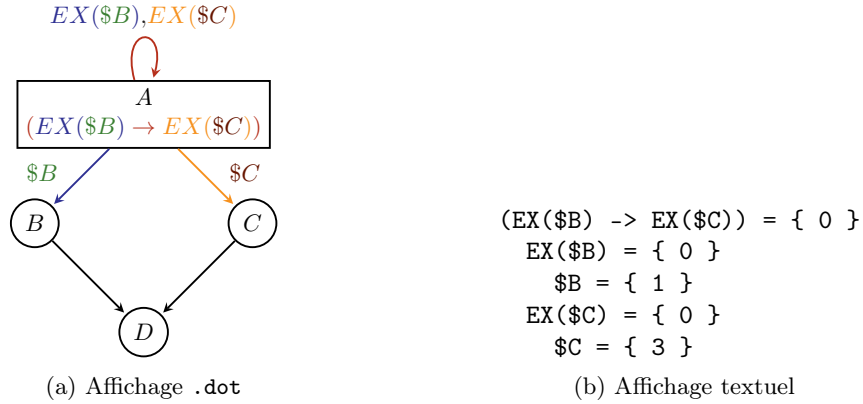 EX($B),EX($C)
A
(EX($B) → EX($C))
$B
$C
B
C
D
(a) Affichage .dot
(EX($B) -> EX($C)) = { 0 }
EX($B) = { 0 }
$B = { 1 }
EX($C) = { 0 }
$C = { 3 }
(b) Affichage textuel